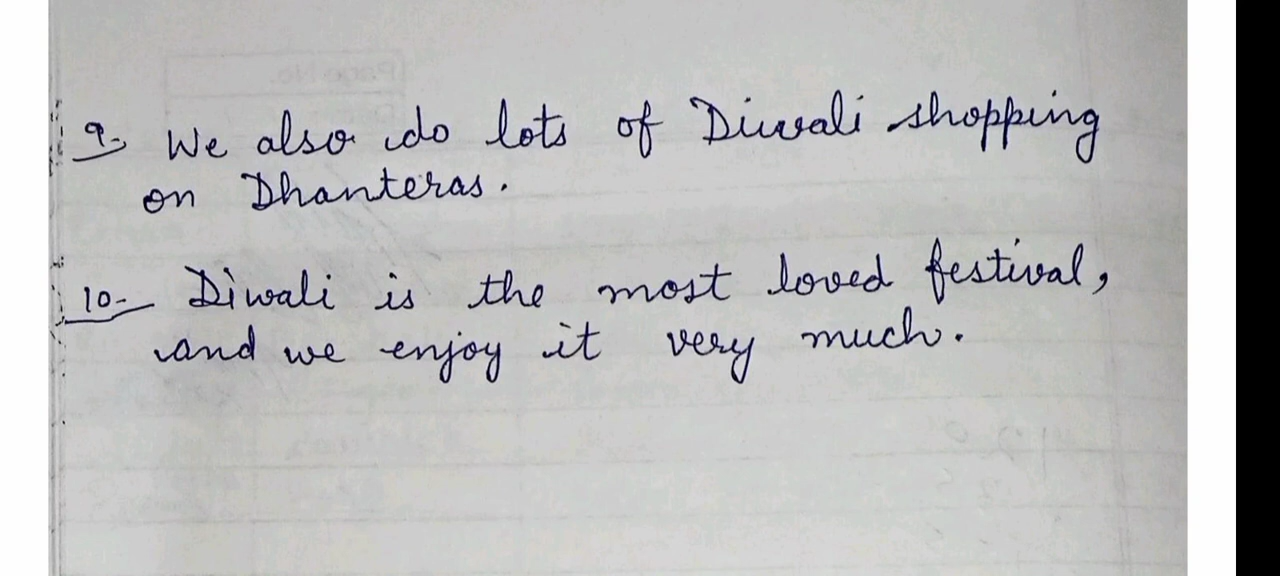 9- We also do lots of Diwali shopping
on Dhanteras.
10- Diwali is the most loved festival,
and we enjoy it very much.